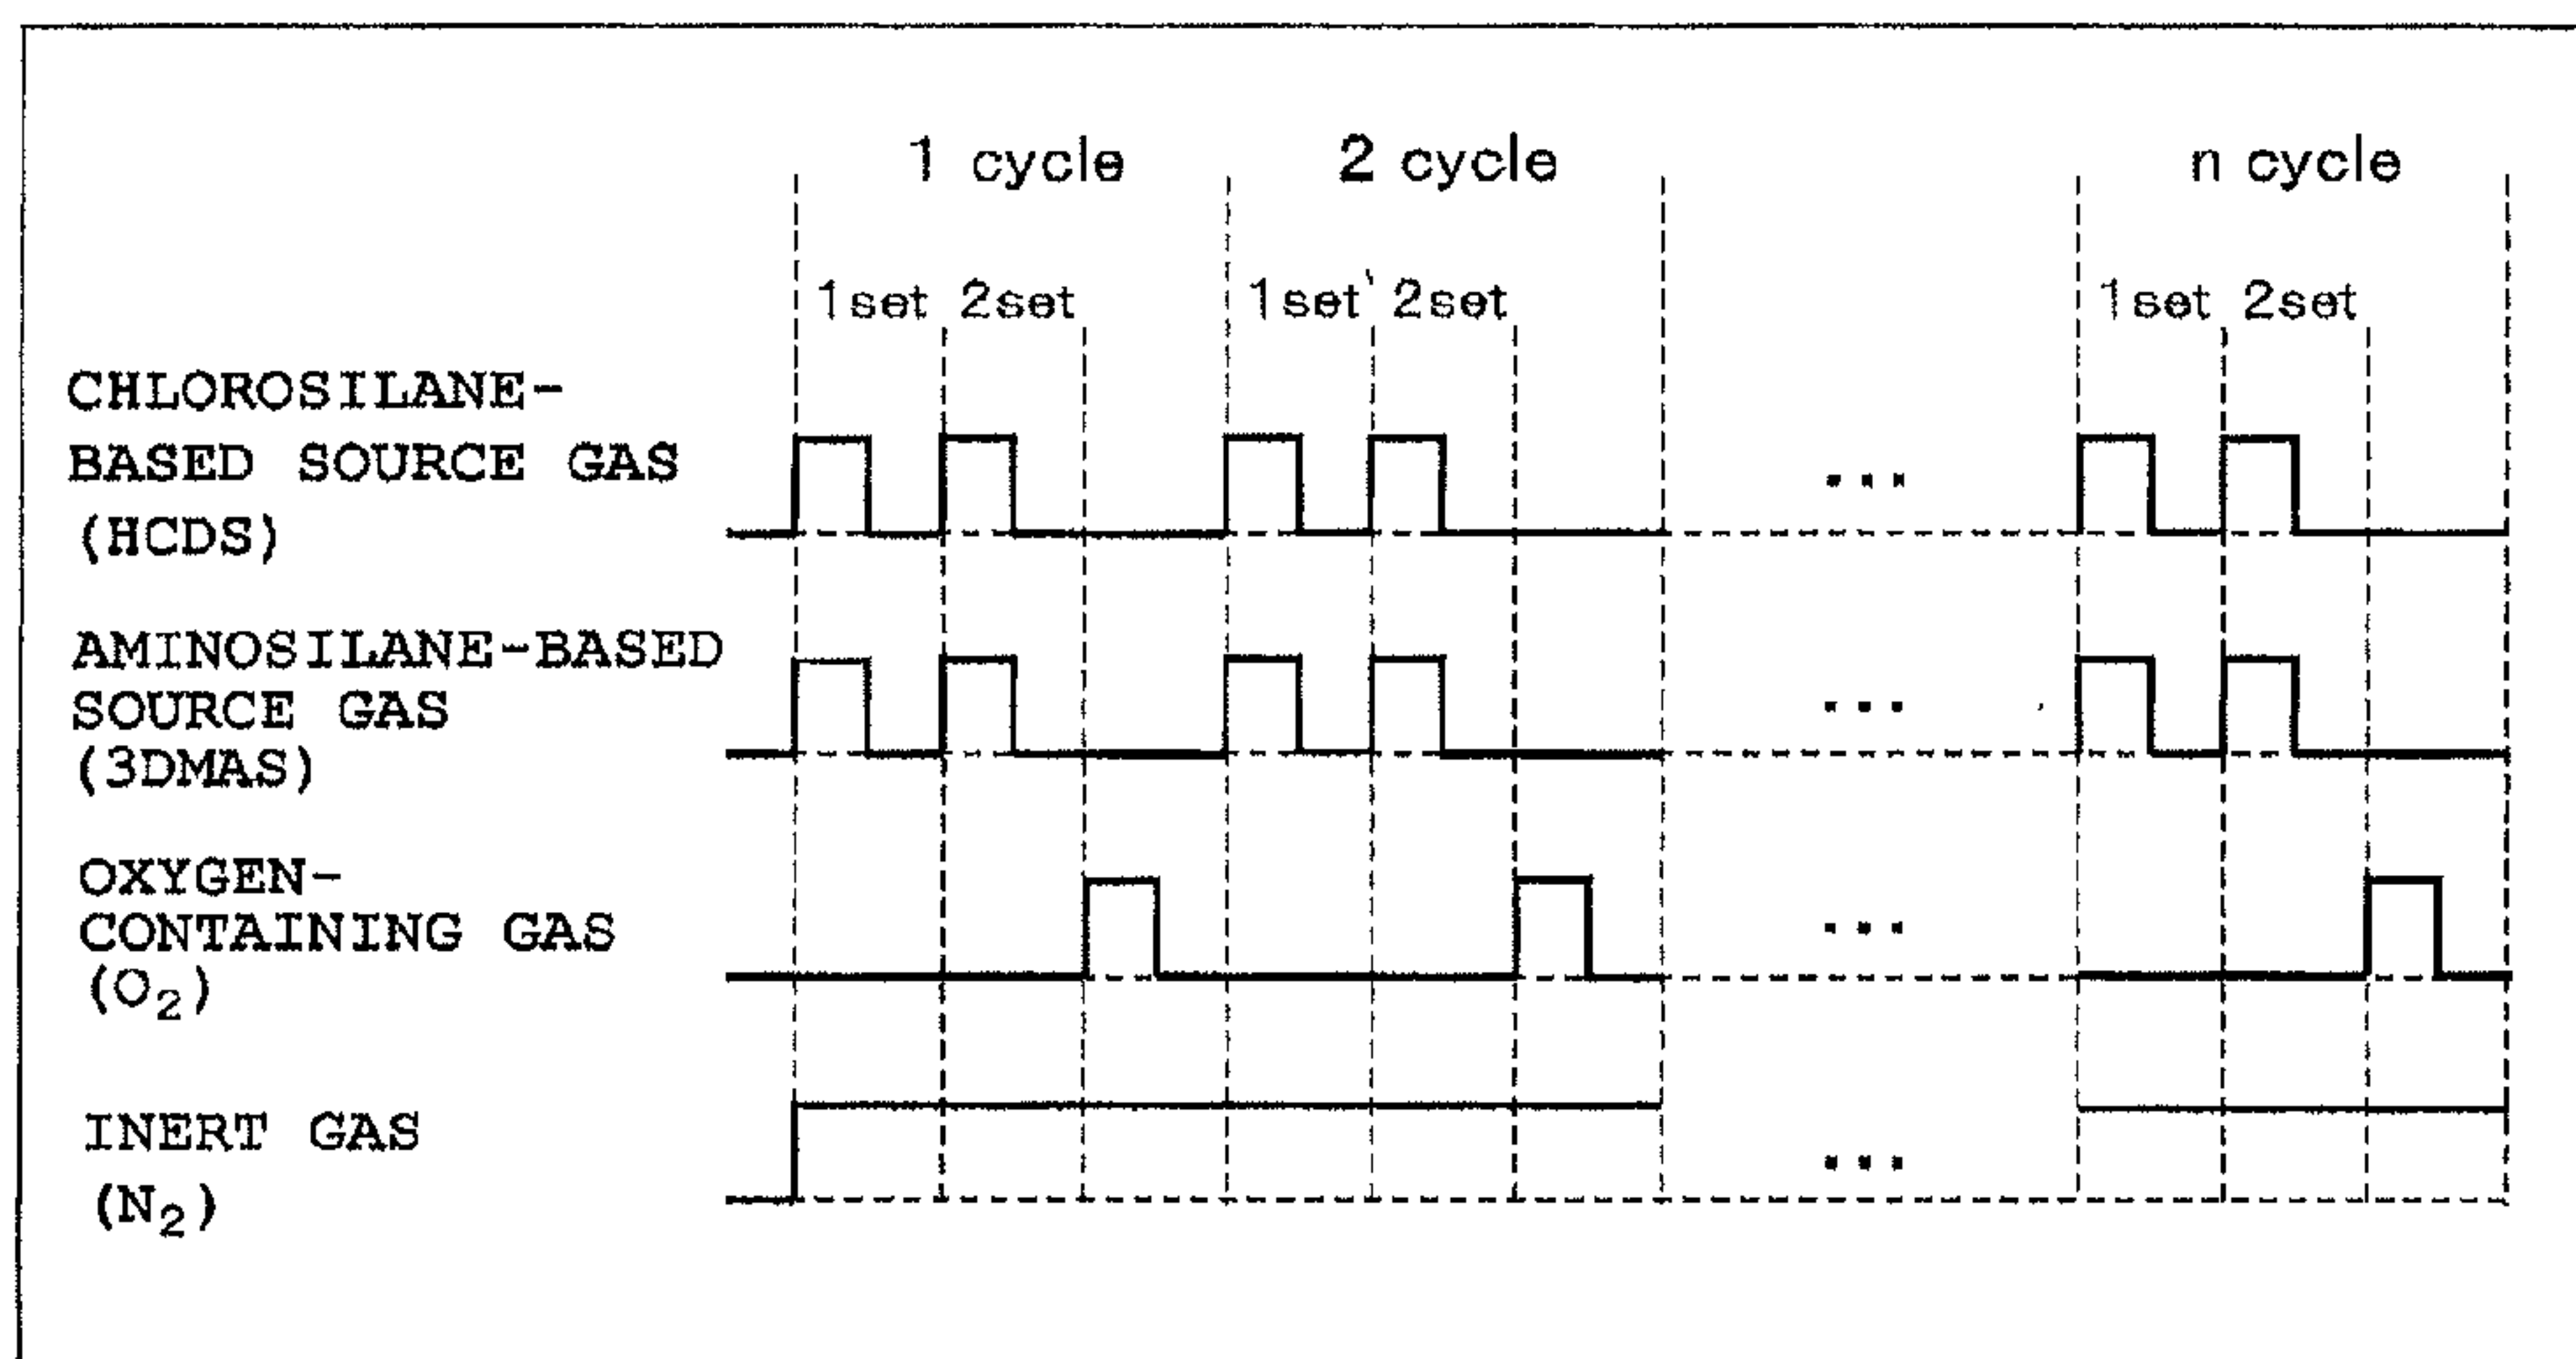 1 cycle 2 cycle n cycle
1set 2set 1set 2set 1set 2set
CHLOROSILANE-
BASED SOURCE GAS
(HCDS)
...
AMINOSILANE-BASED
SOURCE GAS
(3DMAS)
...
OXYGEN-
CONTAINING GAS
(O₂)
...
INERT GAS
(N₂)
...